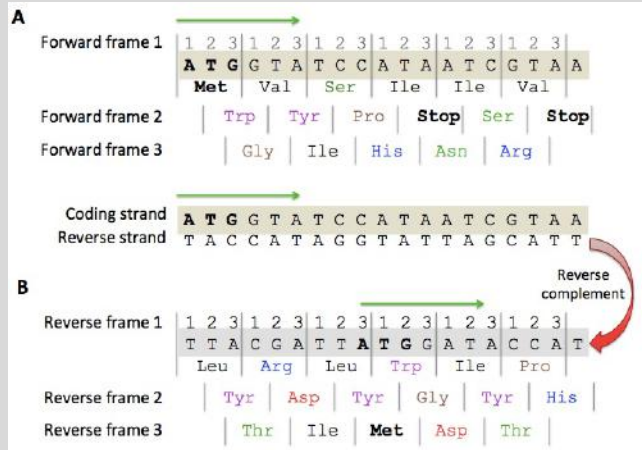 A
Forward frame 1 1 2 3 1 2 3 1 2 3 1 2 3 1 2 3 1 2 3
A T G G T A T C C A T A A T C G T A A
Met Val Ser Ile Ile Val
Forward frame 2 Trp Tyr Pro Stop Ser Stop
Forward frame 3 Gly Ile His Asn Arg
Coding strand A T G G T A T C C A T A A T C G T A A
Reverse strand T A C C A T A G G T A T T A G C A T T
Reverse
complement
B
Reverse frame 1 1 2 3 1 2 3 1 2 3 1 2 3 1 2 3 1 2 3
T T A C G A T T A T G G A T A C C A T
Leu Arg Leu Trp Ile Pro
Reverse frame 2 Tyr Asp Tyr Gly Tyr His
Reverse frame 3 Thr Ile Met Asp Thr